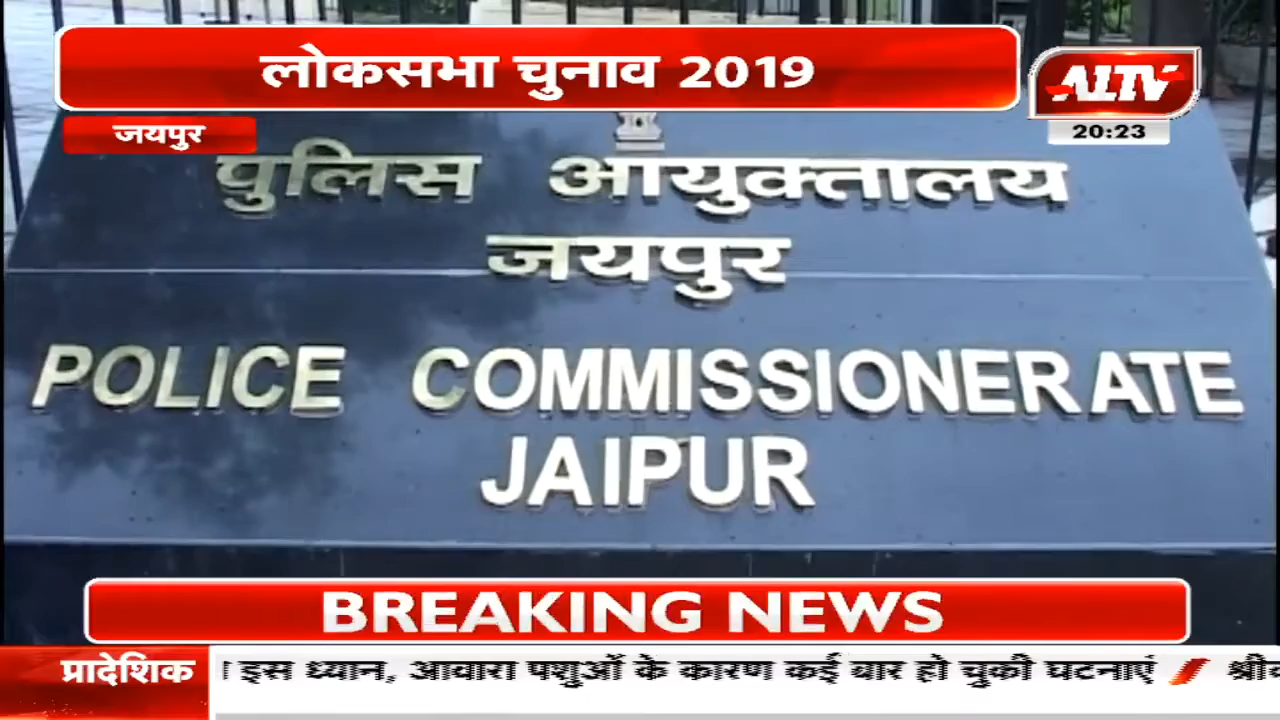 लोकसभा चुनाव 2019
ALTV
20:23
जयपुर
पुलिस आयुक्तालय
जयपुर
POLICE COMMISSIONERATE
JAIPUR
BREAKING NEWS
प्रादेशिक
इस ध्यान, आवारा पशुओं के कारण कई बार हो चुकी घटनाएं